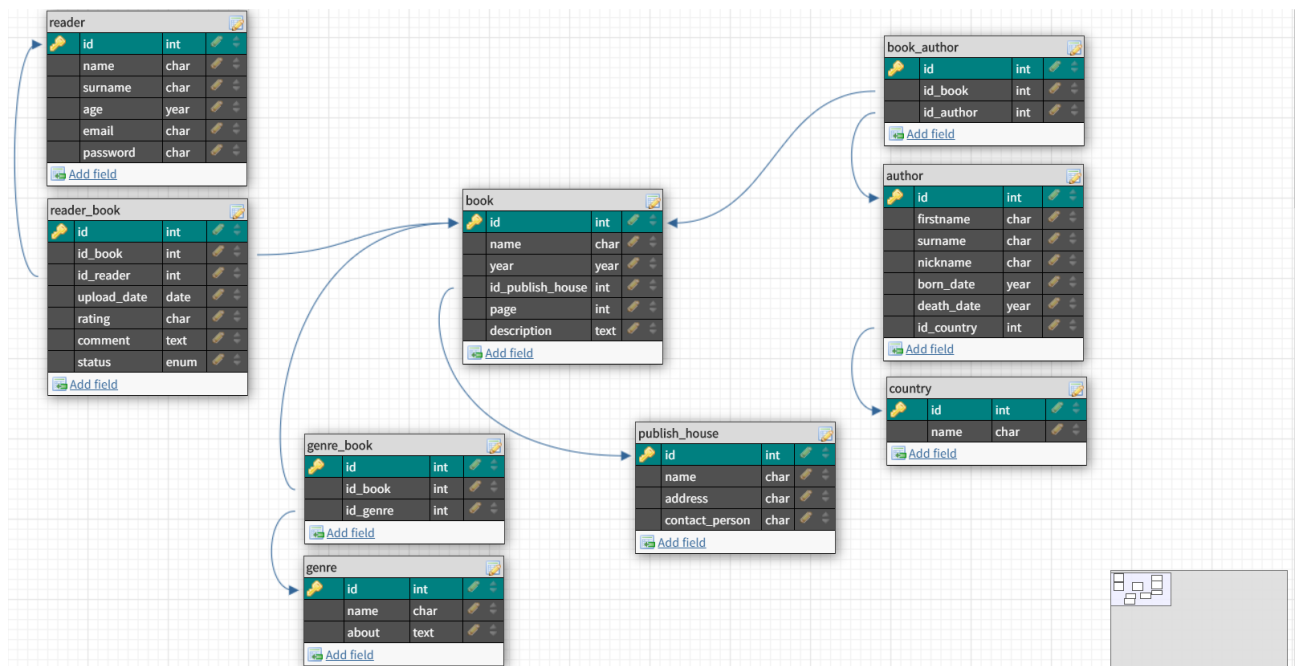 reader
id int
name char
surname char
age year
email char
password char
Add field
reader_book
id int
id_book int
id_reader int
upload_date date
rating char
comment text
status enum
Add field
book
id int
name char
year year
id_publish_house int
page int
description text
Add field
genre_book
id int
id_book int
id_genre int
Add field
genre
id int
name char
about text
Add field
publish_house
id int
name char
address char
contact_person char
Add field
book_author
id int
id_book int
id_author int
Add field
author
id int
firstname char
surname char
nickname char
born_date year
death_date year
id_country int
Add field
country
id int
name char
Add field